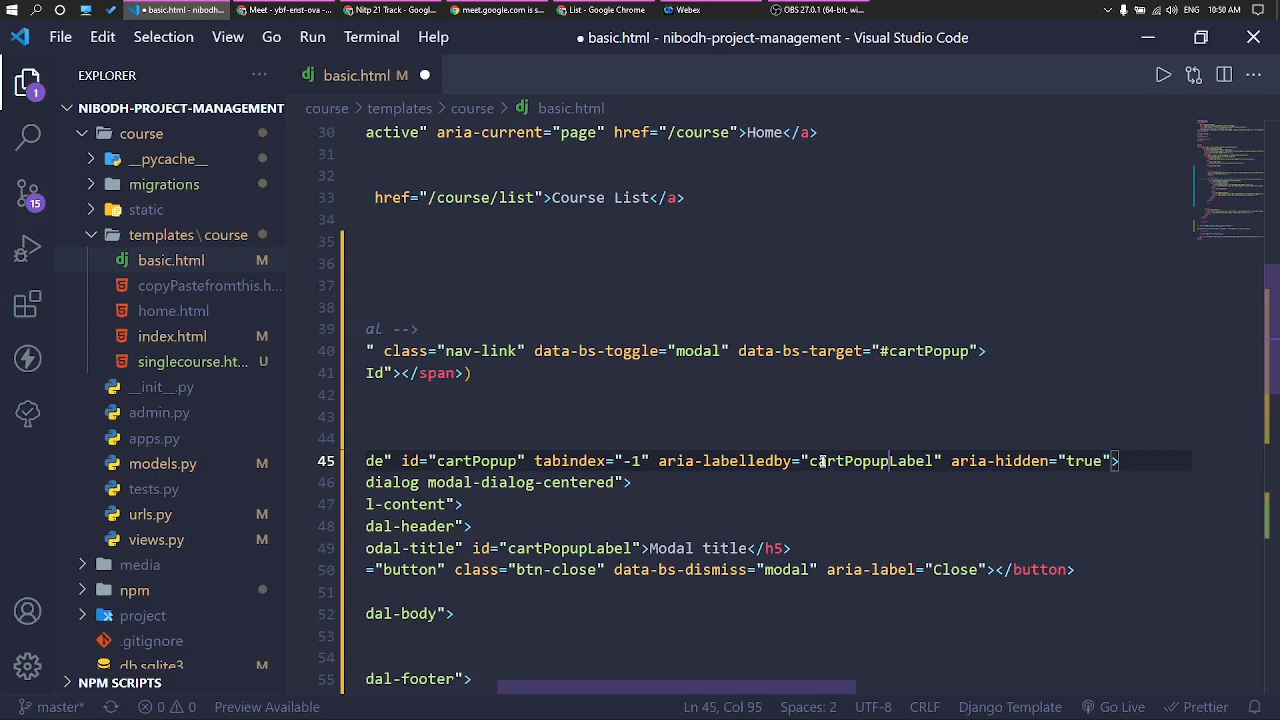 basic.html - nibodh-p...
Meet - ybf-enst-ova ...
Nitp 21 Track - Googl...
meet.google.com is s...
List - Google Chrome
Webex
OBS 27.0.1 (64-bit, wi...
ENG
10:50 AM
File Edit Selection View Go Run Terminal Help
● basic.html - nibodh-project-management - Visual Studio Code
EXPLORER
basic.html M
NIBODH-PROJECT-MANAGEMENT
course > templates > course > basic.html
course
__pycache__
migrations
static
templates\course
basic.html M
copyPastefromthis.h...
home.html
index.html M
singlecourse.ht... U
__init__.py
admin.py
apps.py
models.py M
tests.py
urls.py M
views.py M
media
npm
project
.gitignore
db.sqlite3 M
NPM SCRIPTS
1
15
30 active" aria-current="page" href="/course">Home</a>
31
32
33 href="/course/list">Course List</a>
34
35
36
37
38
39 al -->
40 " class="nav-link" data-bs-toggle="modal" data-bs-target="#cartPopup">
41 Id"></span>)
42
43
44
45 de" id="cartPopup" tabindex="-1" aria-labelledby="cartPopupLabel" aria-hidden="true">
46 dialog modal-dialog-centered">
47 l-content">
48 dal-header">
49 odal-title" id="cartPopupLabel">Modal title</h5>
50 ="button" class="btn-close" data-bs-dismiss="modal" aria-label="Close"></button>
51
52 dal-body">
53
54
55 dal-footer">
master* 0 0 Preview Available Ln 45, Col 95 Spaces: 2 UTF-8 CRLF Django Template Go Live Prettier